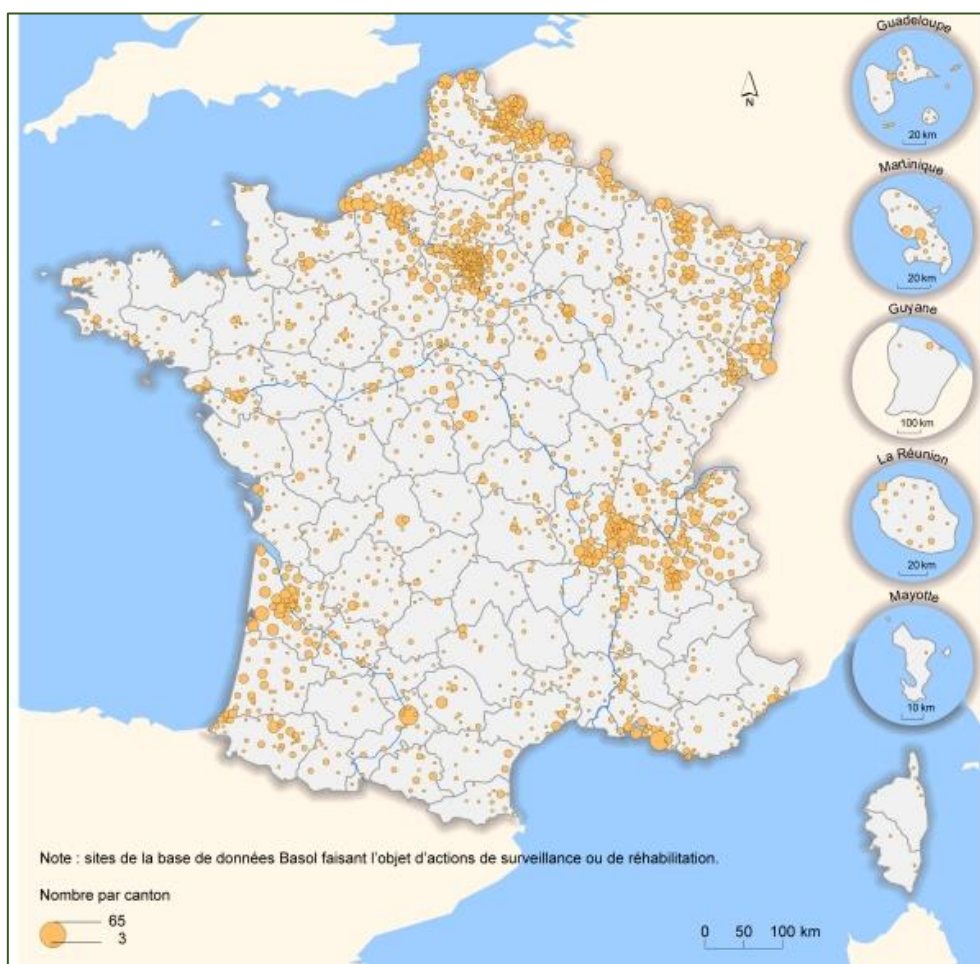 Guadeloupe
20 km
N
Martinique
20 km
Guyane
100 km
La Réunion
20 km
Mayotte
10 km
Note : sites de la base de données Basol faisant l'objet d'actions de surveillance ou de réhabilitation.
Nombre par canton
65
3
0 50 100 km